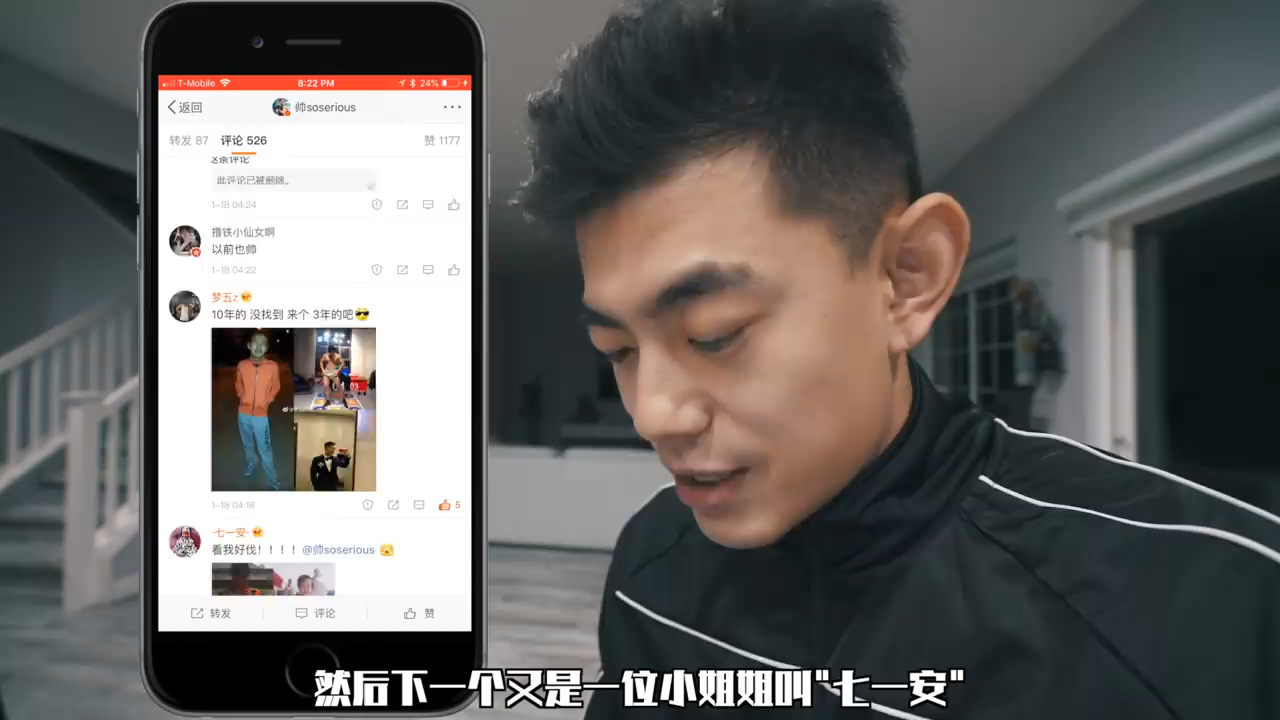 T-Mobile 8:22 PM 24%
返回 帅soserious
转发 87 评论 526 赞 1177
此评论已被删除。
1-18 04:24
撸铁小仙女啊
以前也帅
1-18 04:22
梦五z
10年的 没找到 来个 3年的吧
1-18 04:18 5
七一安-
看我好伐！！！！@帅soserious
转发 评论 赞
然后下一个又是一位小姐姐叫"七一安"